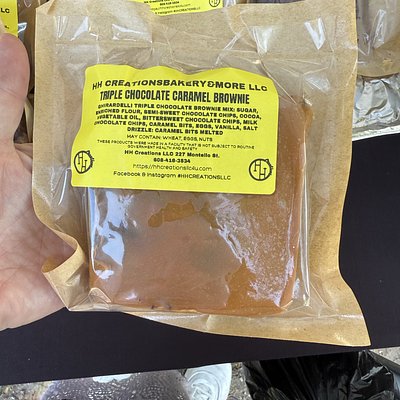 HH CREATIONSBAKERY&MORE LLC
TRIPLE CHOCOLATE CARAMEL BROWNIE
GHIRARDELLI TRIPLE CHOCOLATE BROWNIE MIX: SUGAR,
ENRICHED FLOUR, SEMI-SWEET CHOCOLATE CHIPS, COCOA,
VEGETABLE OIL, BITTERSWEET CHOCOLATE CHIPS, MILK
CHOCOLATE CHIPS, CARAMEL BITS, EGGS, VANILLA, SALT
DRIZZLE: CARAMEL BITS MELTED
MAY CONTAIN: WHEAT, EGGS, NUTS
THESE PRODUCTS WERE MADE IN A FACILITY THAT IS NOT SUBJECT TO ROUTINE
GOVERNMENT HEALTH AND SAFETY
HH Creations LLC 227 Montello St.
508-418-3534
https://hhcreationsllc4u.com
Facebook & Instagram #HHCREATIONSLLC